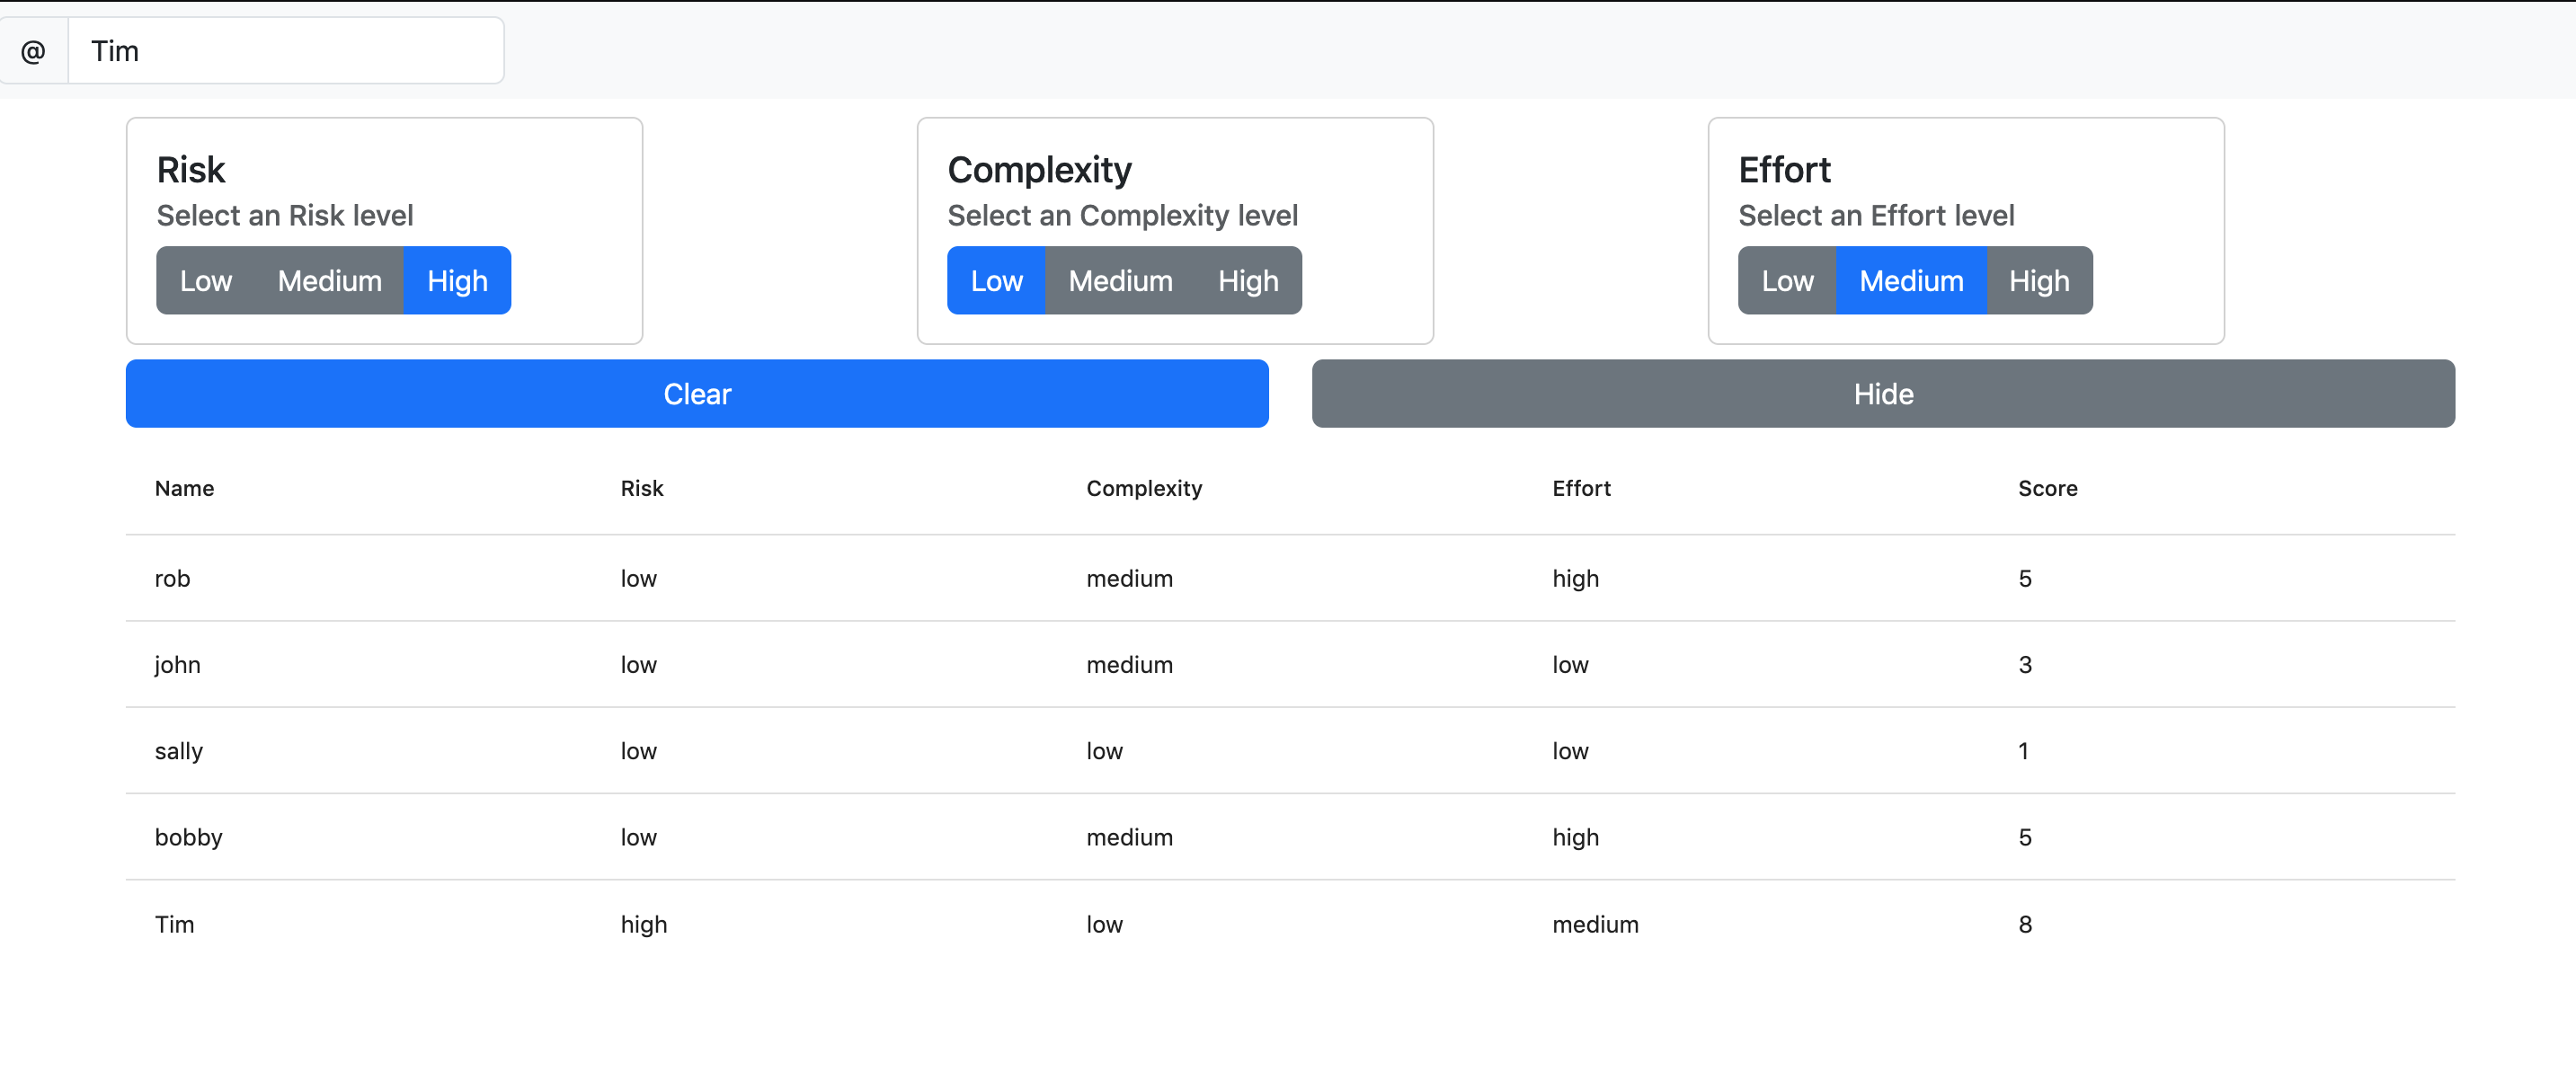 @ Tim
Risk Complexity Effort
Select an Risk level Select an Complexity level Select an Effort level
Low Medium High Low Medium High Low Medium High
Clear Hide
Name Risk Complexity Effort Score
rob low medium high 5
john low medium low 3
sally low low low 1
bobby low medium high 5
Tim high low medium 8